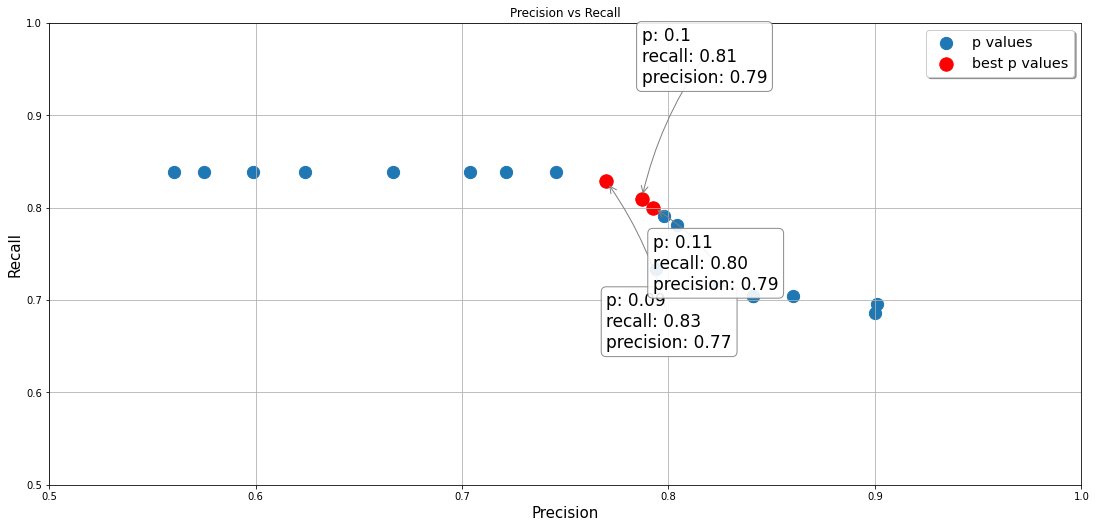 Precision vs Recall
1.0
0.9
0.8
0.7
0.6
0.5
Recall
p: 0.1
recall: 0.81
precision: 0.79
p values
best p values
p: 0.11
recall: 0.80
precision: 0.79
p: 0.09
recall: 0.83
precision: 0.77
0.5
0.6
0.7
0.8
0.9
1.0
Precision